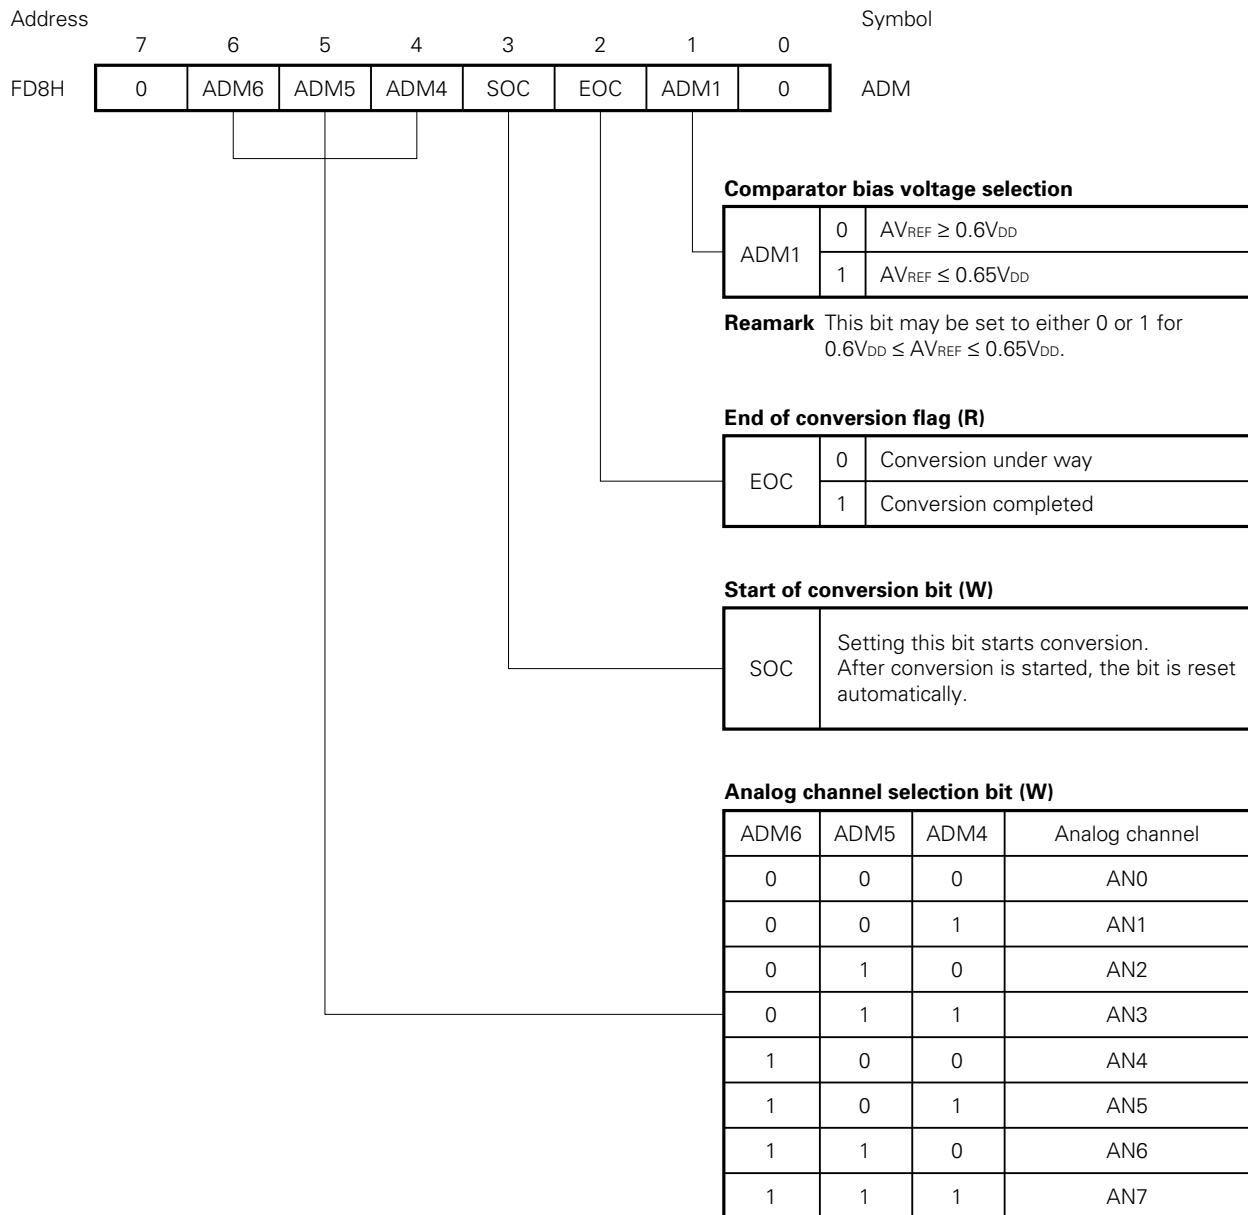 Address Symbol
7 6 5 4 3 2 1 0
FD8H 0 ADM6 ADM5 ADM4 SOC EOC ADM1 0 ADM
Comparator bias voltage selection
ADM1
0 AVREF ≥ 0.6VDD
1 AVREF ≤ 0.65VDD
Reamark This bit may be set to either 0 or 1 for
0.6VDD ≤ AVREF ≤ 0.65VDD.
End of conversion flag (R)
EOC
0 Conversion under way
1 Conversion completed
Start of conversion bit (W)
SOC
Setting this bit starts conversion.
After conversion is started, the bit is reset
automatically.
Analog channel selection bit (W)
ADM6 ADM5 ADM4 Analog channel
0 0 0 AN0
0 0 1 AN1
0 1 0 AN2
0 1 1 AN3
1 0 0 AN4
1 0 1 AN5
1 1 0 AN6
1 1 1 AN7